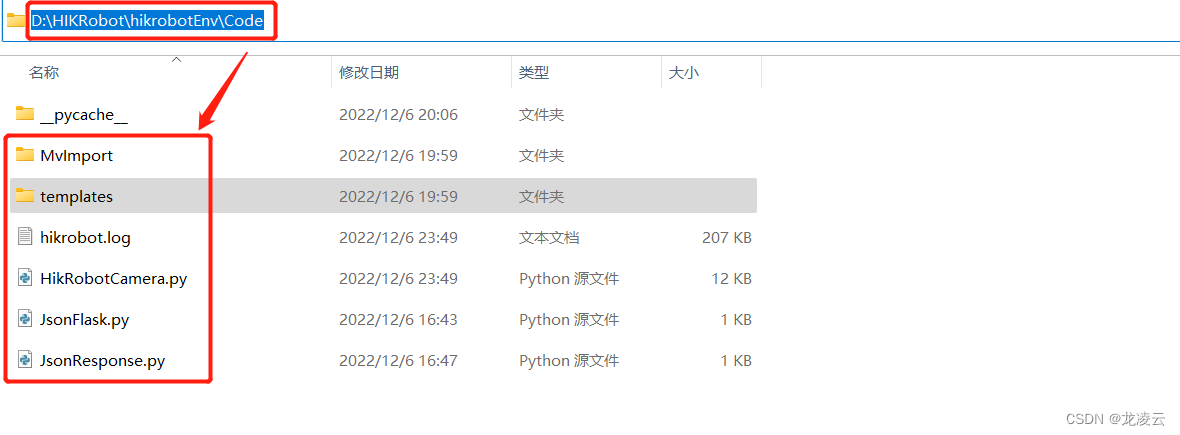 D:\HIKRobot\hikrobotEnv\Code
名称 修改日期 类型 大小
__pycache__ 2022/12/6 20:06 文件夹
MvImport 2022/12/6 19:59 文件夹
templates 2022/12/6 19:59 文件夹
hikrobot.log 2022/12/6 23:49 文本文档 207 KB
HikRobotCamera.py 2022/12/6 23:49 Python 源文件 12 KB
JsonFlask.py 2022/12/6 16:43 Python 源文件 1 KB
JsonResponse.py 2022/12/6 16:47 Python 源文件 1 KB
CSDN @龙凌云